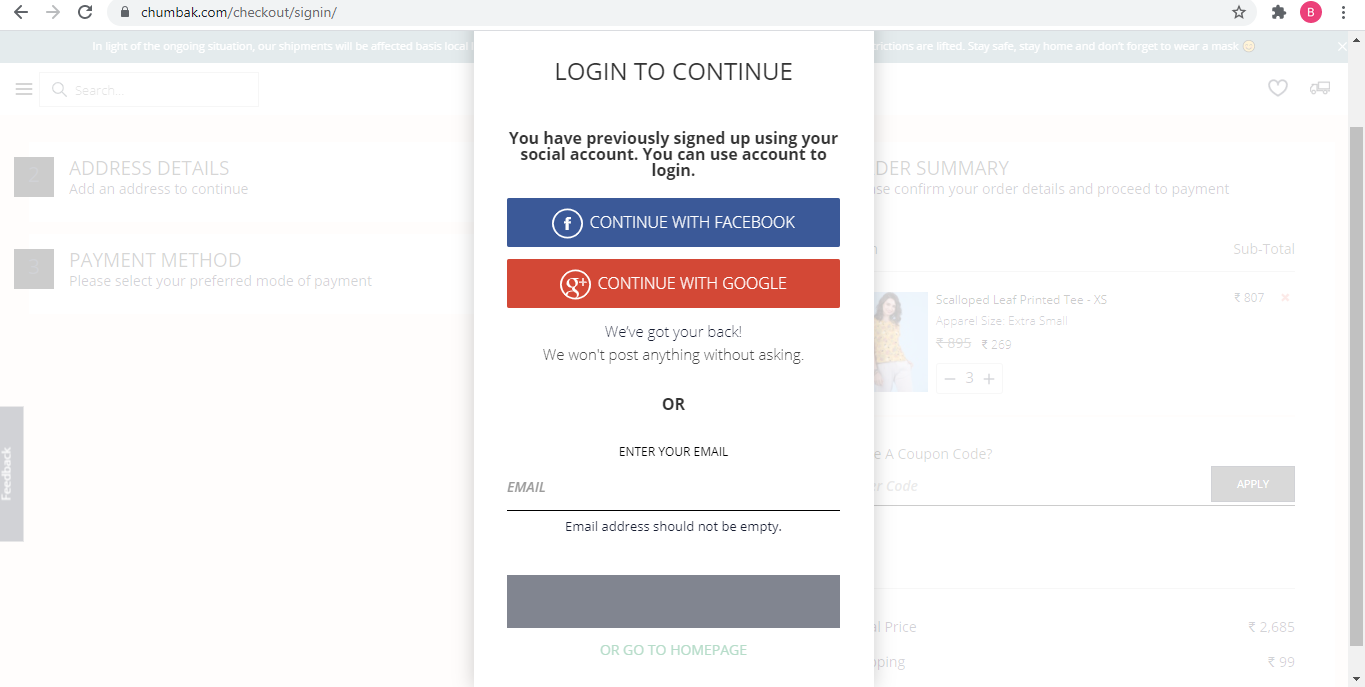 chumbak.com/checkout/signin/
B
In light of the ongoing situation, our shipments will be affected basis local
rictions are lifted. Stay safe, stay home and don't forget to wear a mask
Search..
LOGIN TO CONTINUE
You have previously signed up using your
social account. You can use account to
login.
f CONTINUE WITH FACEBOOK
g+ CONTINUE WITH GOOGLE
We've got your back!
We won't post anything without asking.
OR
ENTER YOUR EMAIL
EMAIL
Email address should not be empty.
OR GO TO HOMEPAGE
2
ADDRESS DETAILS
Add an address to continue
3
PAYMENT METHOD
Please select your preferred mode of payment
Feedback
DER SUMMARY
se confirm your order details and proceed to payment
Sub-Total
Scalloped Leaf Printed Tee - XS
₹ 807
Apparel Size: Extra Small
₹ 895 ₹ 269
− 3 +
e A Coupon Code?
er Code
APPLY
al Price
₹ 2,685
pping
₹ 99